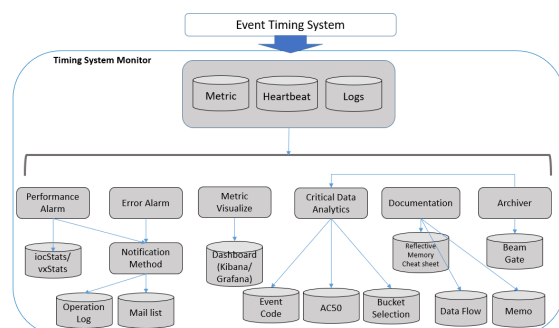 Event Timing System
Timing System Monitor
Metric
Heartbeat
Logs
Performance
Alarm
Error Alarm
Metric
Visualize
Critical Data
Analytics
Documentation
Archiver
iocStats/
vxStats
Notification
Method
Dashboard
(Kibana/
Grafana)
Reflective
Memory
Cheat sheet
Beam
Gate
Operation
Log
Mail list
Event
Code
AC50
Bucket
Selection
Data Flow
Memo